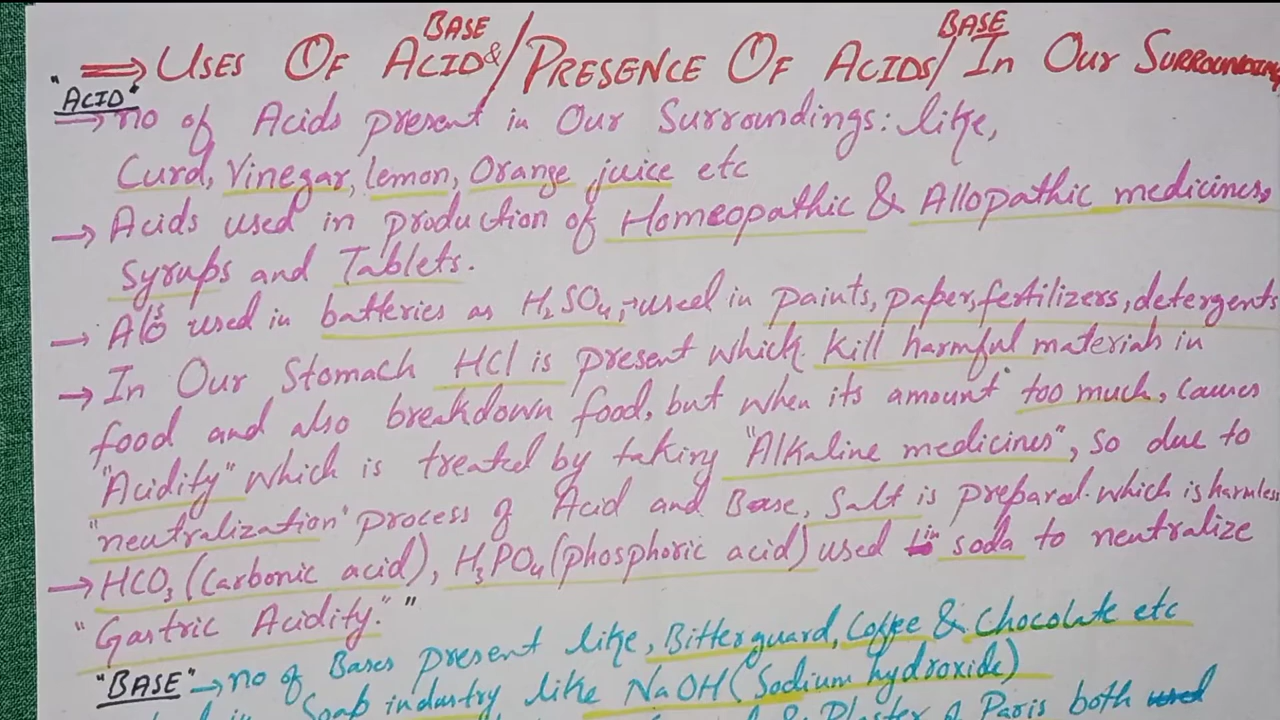 ⇒ USES OF ACID & BASE / PRESENCE OF ACIDS / BASE In Our SURROUNDING
"ACID"
→ no of Acids present in Our Surroundings: like,
Curd, Vinegar, lemon, Orange juice etc
→ Acids used in production of Homeopathic & Allopathic medicines,
Syrups and Tablets.
→ Also used in batteries as H₂SO₄, → used in paints, paper, fertilizers, detergents
→ In Our Stomach HCl is present which kill harmful materials in
food and also breakdown food, but when its amount too much, causes
"Acidity" which is treated by taking "Alkaline medicines", so due to
"neutralization" process of Acid and Base, Salt is prepared which is harmless
→ HCO₃ (Carbonic acid), H₃PO₄ (phosphoric acid) used in soda to neutralize
"Gastric Acidity."
"BASE" → no of Bases present like, Bitterguard, Coffee & Chocolate etc
Soap industry like NaOH (Sodium hydroxide)
& Plaster of Paris both used